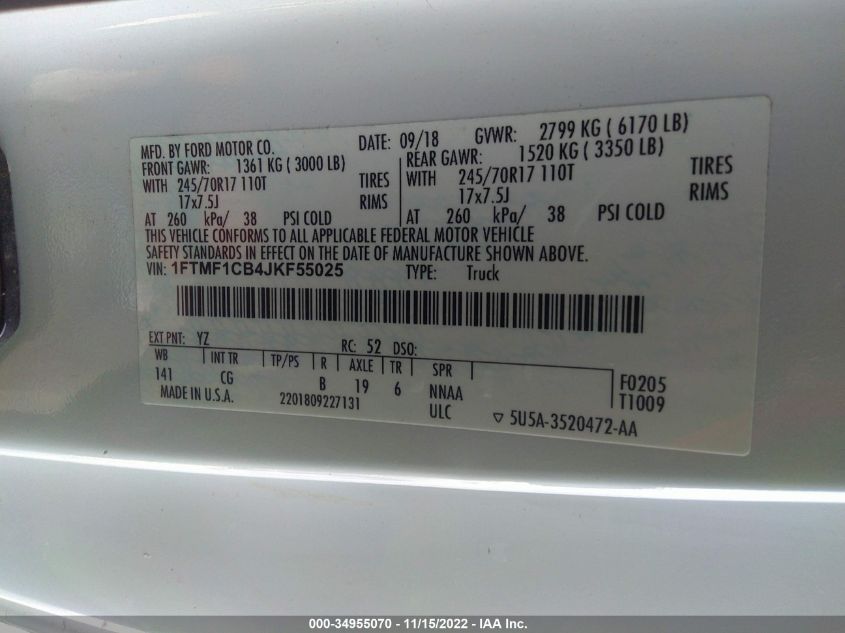 MFD. BY FORD MOTOR CO. DATE: 09/18 GVWR: 2799 KG ( 6170 LB)
FRONT GAWR: 1361 KG ( 3000 LB) REAR GAWR: 1520 KG ( 3350 LB)
WITH 245/70R17 110T TIRES WITH 245/70R17 110T TIRES
17x7.5J RIMS 17x7.5J RIMS
AT 260 kPa/ 38 PSI COLD AT 260 kPa/ 38 PSI COLD
THIS VEHICLE CONFORMS TO ALL APPLICABLE FEDERAL MOTOR VEHICLE
SAFETY STANDARDS IN EFFECT ON THE DATE OF MANUFACTURE SHOWN ABOVE.
VIN: 1FTMF1CB4JKF55025 TYPE: Truck
EXT PNT: YZ RC: 52 DSO:
WB INT TR TP/PS R AXLE TR SPR
141 CG B 19 6 NNAA F0205
MADE IN U.S.A. 2201809227131 ULC T1009
▽ 5U5A-3520472-AA
000-34955070 - 11/15/2022 - IAA Inc.